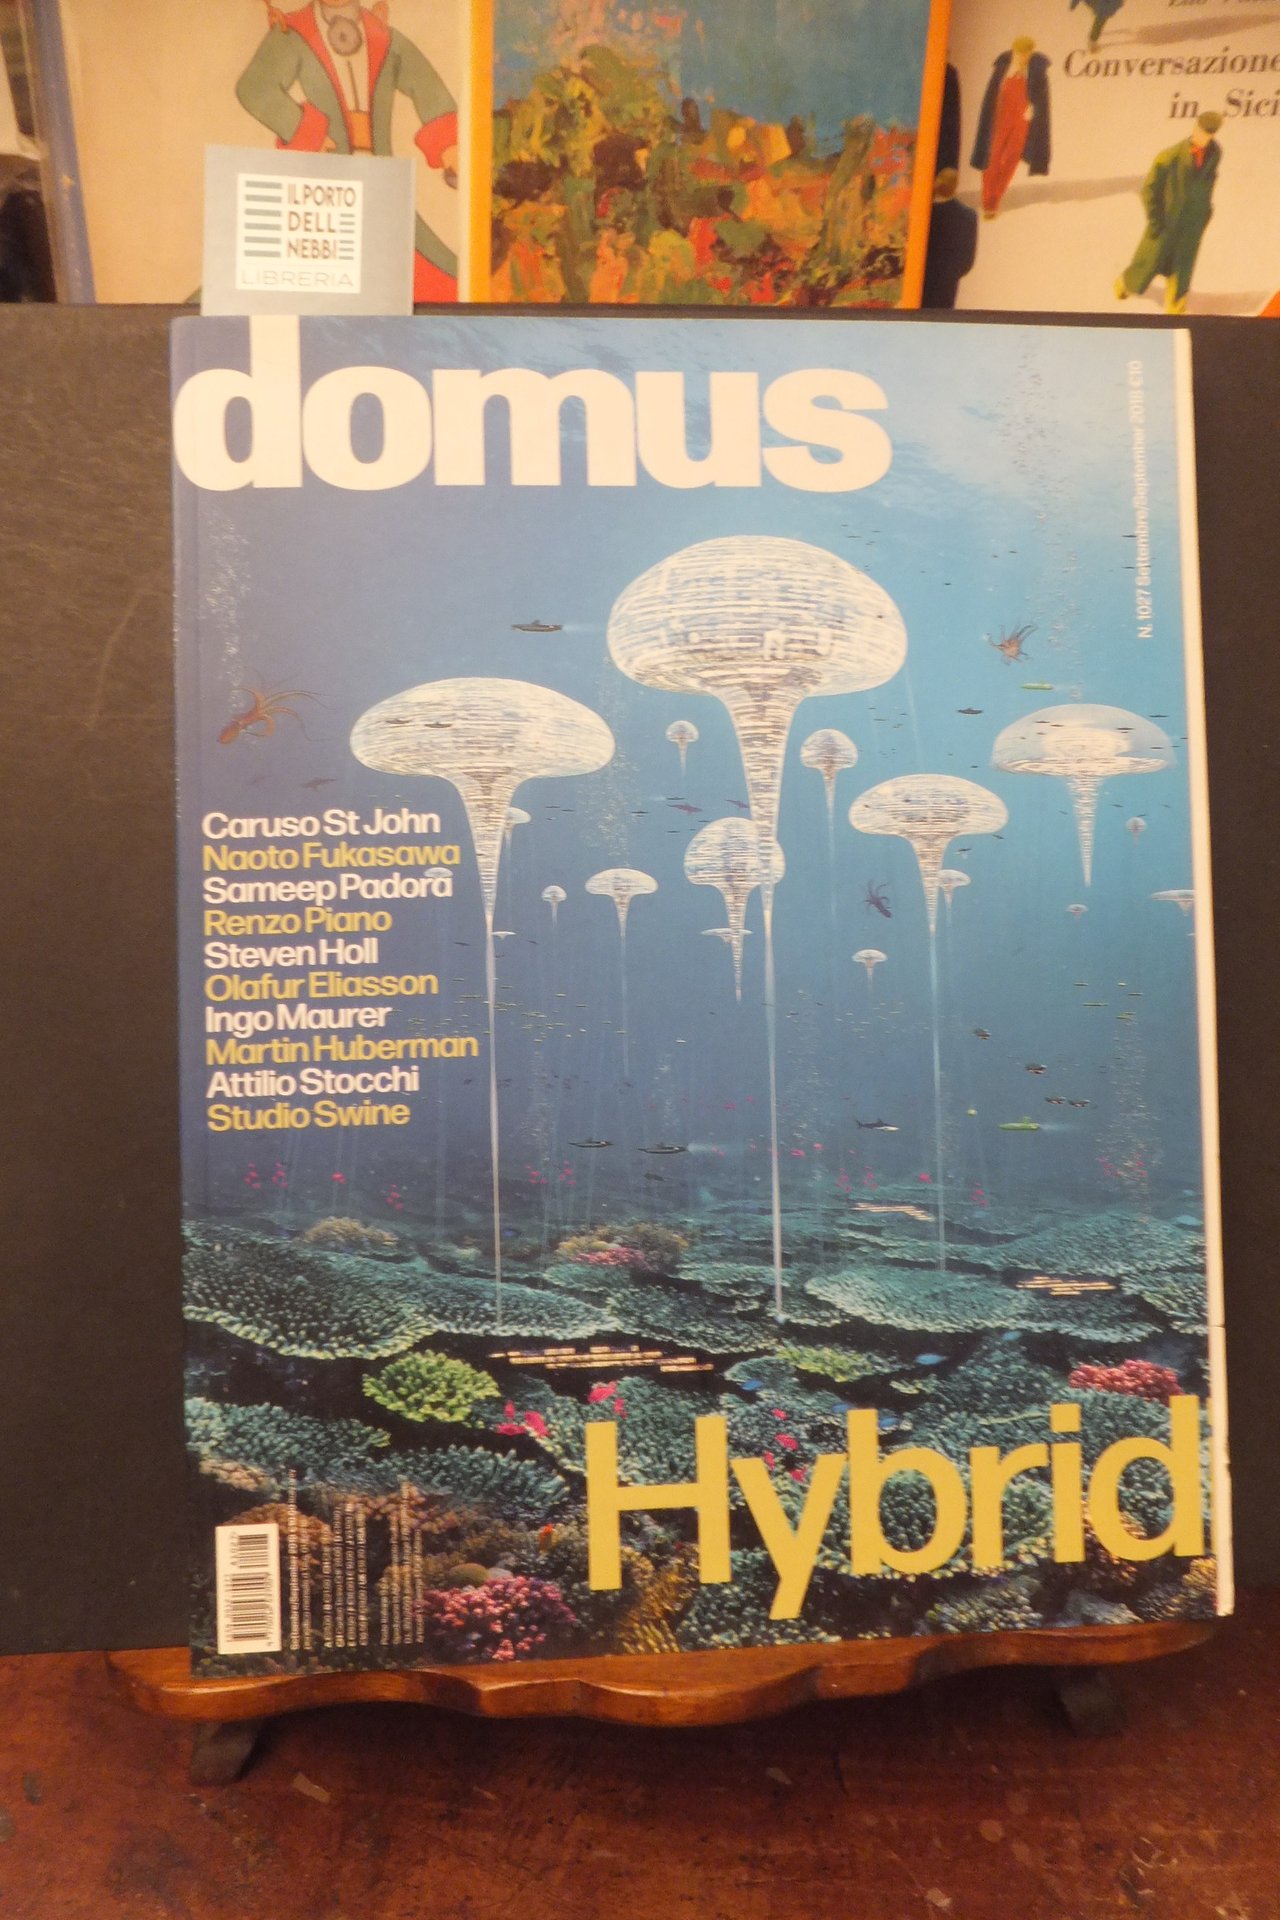 Conversazione
in Sici
IL PORTO
DELLE
NEBBIE
LIBRERIA
domus
N. 1027 Settembre/September 2018 €10
Caruso St John
Naoto Fukasawa
Sameep Padora
Renzo Piano
Steven Holl
Olafur Eliasson
Ingo Maurer
Martin Huberman
Attilio Stocchi
Studio Swine
Hybrid